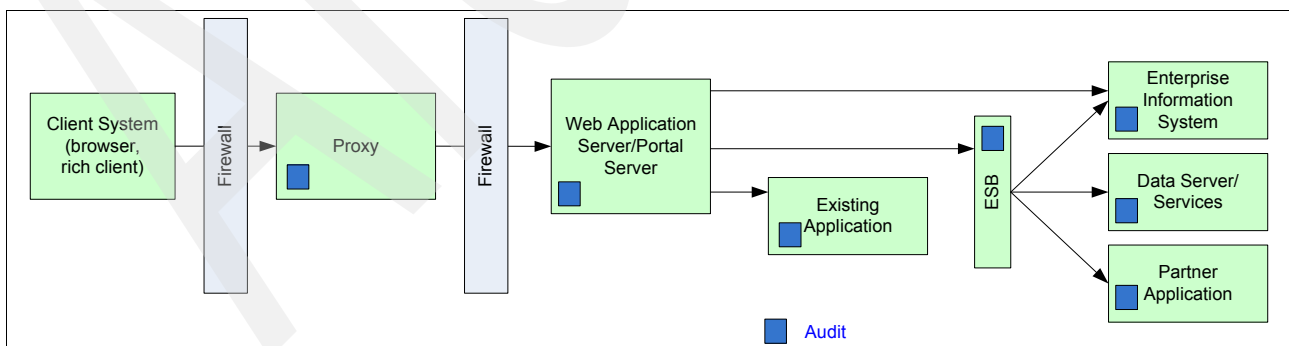 Client System
(browser,
rich client)
Firewall
Proxy
Firewall
Web Application
Server/Portal
Server
Existing
Application
ESB
Enterprise
Information
System
Data Server/
Services
Partner
Application
Audit